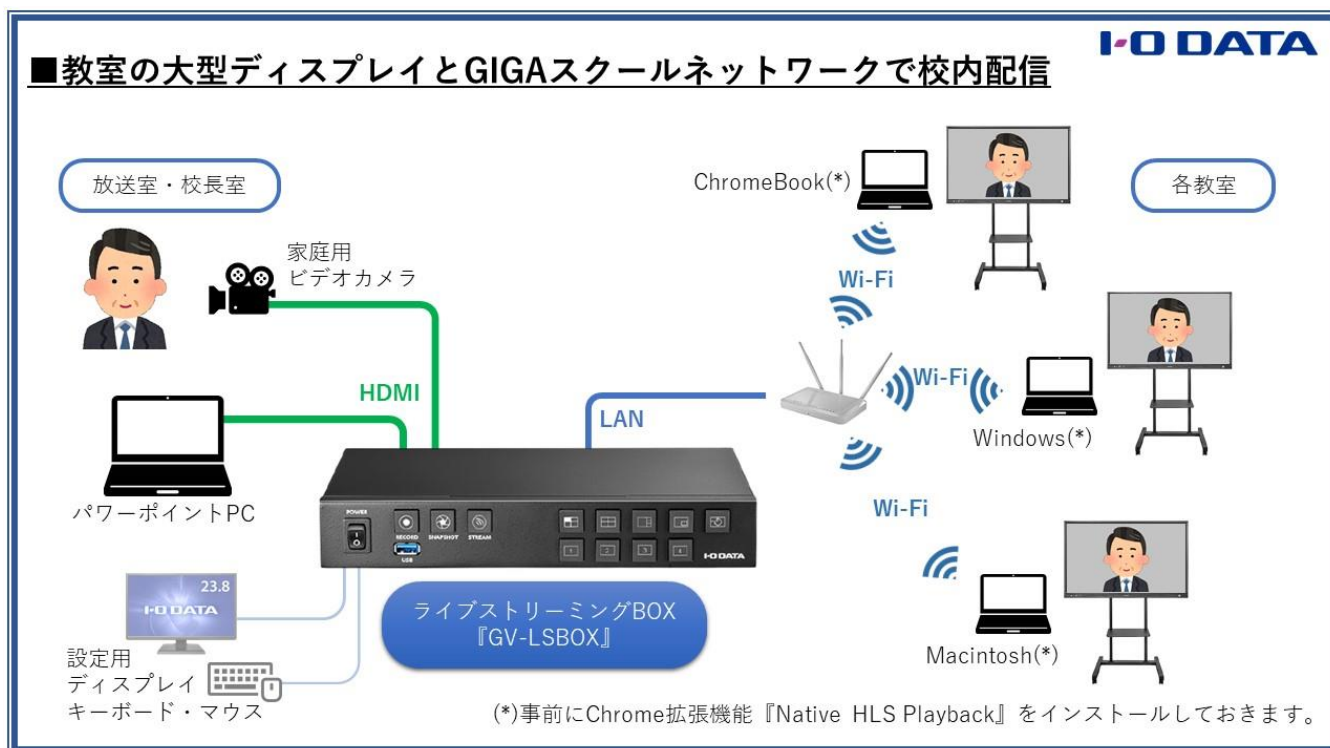 I-O DATA
■教室の大型ディスプレイとGIGAスクールネットワークで校内配信
放送室・校長室
家庭用
ビデオカメラ
HDMI
パワーポイントPC
LAN
ChromeBook(*)
各教室
Wi-Fi
Wi-Fi
Windows(*)
Wi-Fi
Macintosh(*)
POWER
RECORD
SNAPSHOT
STREAM
USB
1
2
3
4
I-O DATA
23.8
I-O DATA
設定用
ディスプレイ
キーボード・マウス
ライブストリーミングBOX
『GV-LSBOX』
(*)事前にChrome拡張機能『Native HLS Playback』をインストールしておきます。